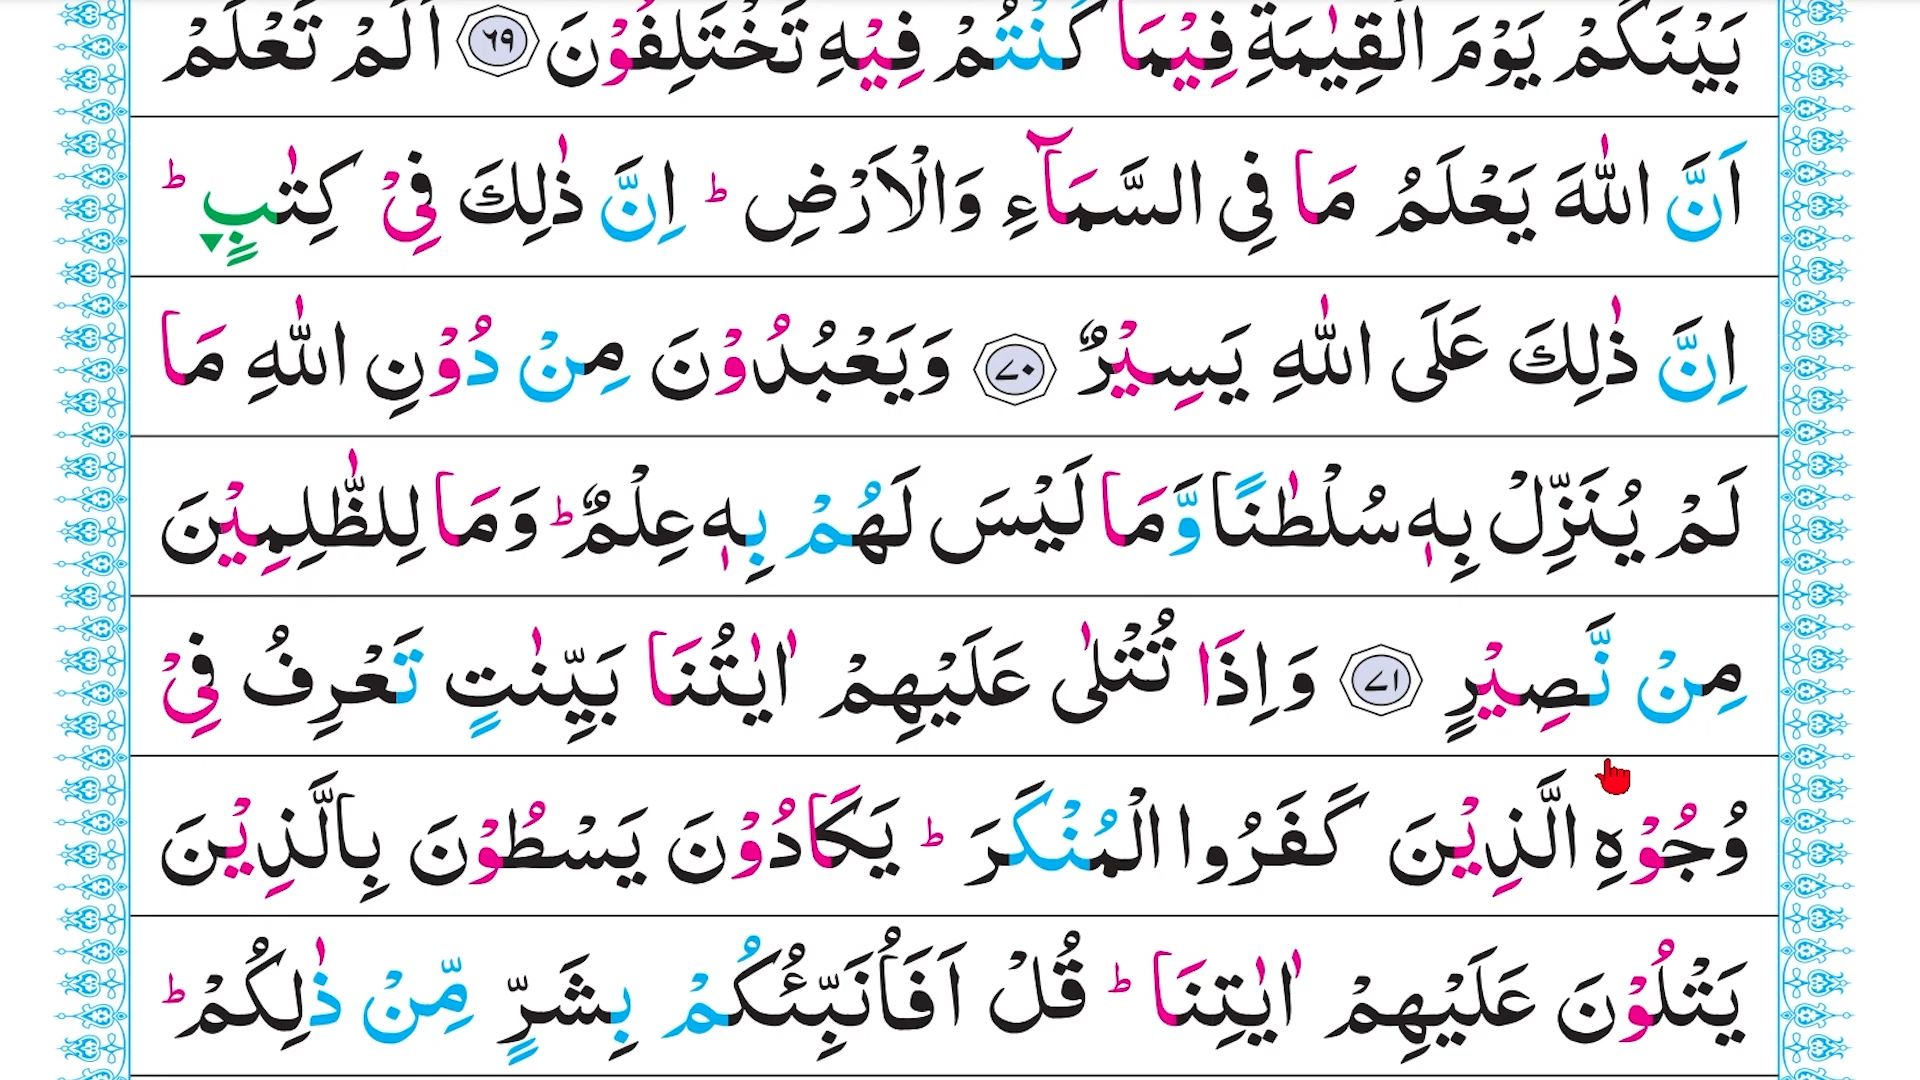 بَيْنَكُمْ يَوْمَ الْقِيٰمَةِ فِيْمَا كُنْتُمْ فِيْهِ تَخْتَلِفُوْنَ ٦٩ اَلَمْ تَعْلَمْ
اَنَّ اللّٰهَ يَعْلَمُ مَا فِي السَّمَآءِ وَالْاَرْضِ ؕ اِنَّ ذٰلِكَ فِيْ كِتٰبٍ ؕ
اِنَّ ذٰلِكَ عَلَى اللّٰهِ يَسِيْرٌ ٧٠ وَيَعْبُدُوْنَ مِنْ دُوْنِ اللّٰهِ مَا
لَمْ يُنَزِّلْ بِهٖ سُلْطٰنًا وَّمَا لَيْسَ لَهُمْ بِهٖ عِلْمٌ ؕ وَمَا لِلظّٰلِمِيْنَ
مِنْ نَّصِيْرٍ ٧١ وَاِذَا تُتْلٰى عَلَيْهِمْ اٰيٰتُنَا بَيِّنٰتٍ تَعْرِفُ فِيْ
وُجُوْهِ الَّذِيْنَ كَفَرُوا الْمُنْكَرَ ؕ يَكَادُوْنَ يَسْطُوْنَ بِالَّذِيْنَ
يَتْلُوْنَ عَلَيْهِمْ اٰيٰتِنَا ؕ قُلْ اَفَاُنَبِّئُكُمْ بِشَرٍّ مِّنْ ذٰلِكُمْ ؕ